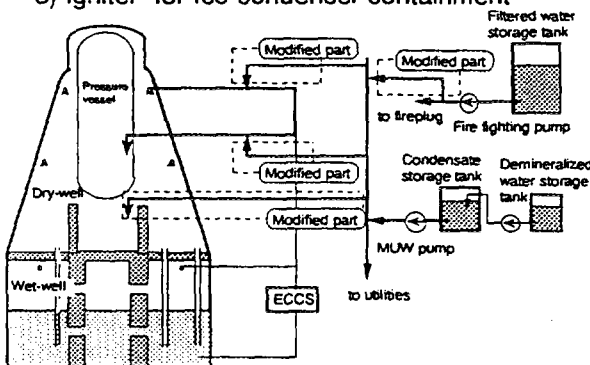 c) Igniter for ice condenser containment
Filtered water
storage tank
Modified part
Modified part
Pressure
vessel
to fireplug
Fire fighting pump
Modified part
Condensate
storage tank
Demineralized
water storage
tank
Dry-well
Modified part
MUW pump
Wet-well
ECCS
to utilities